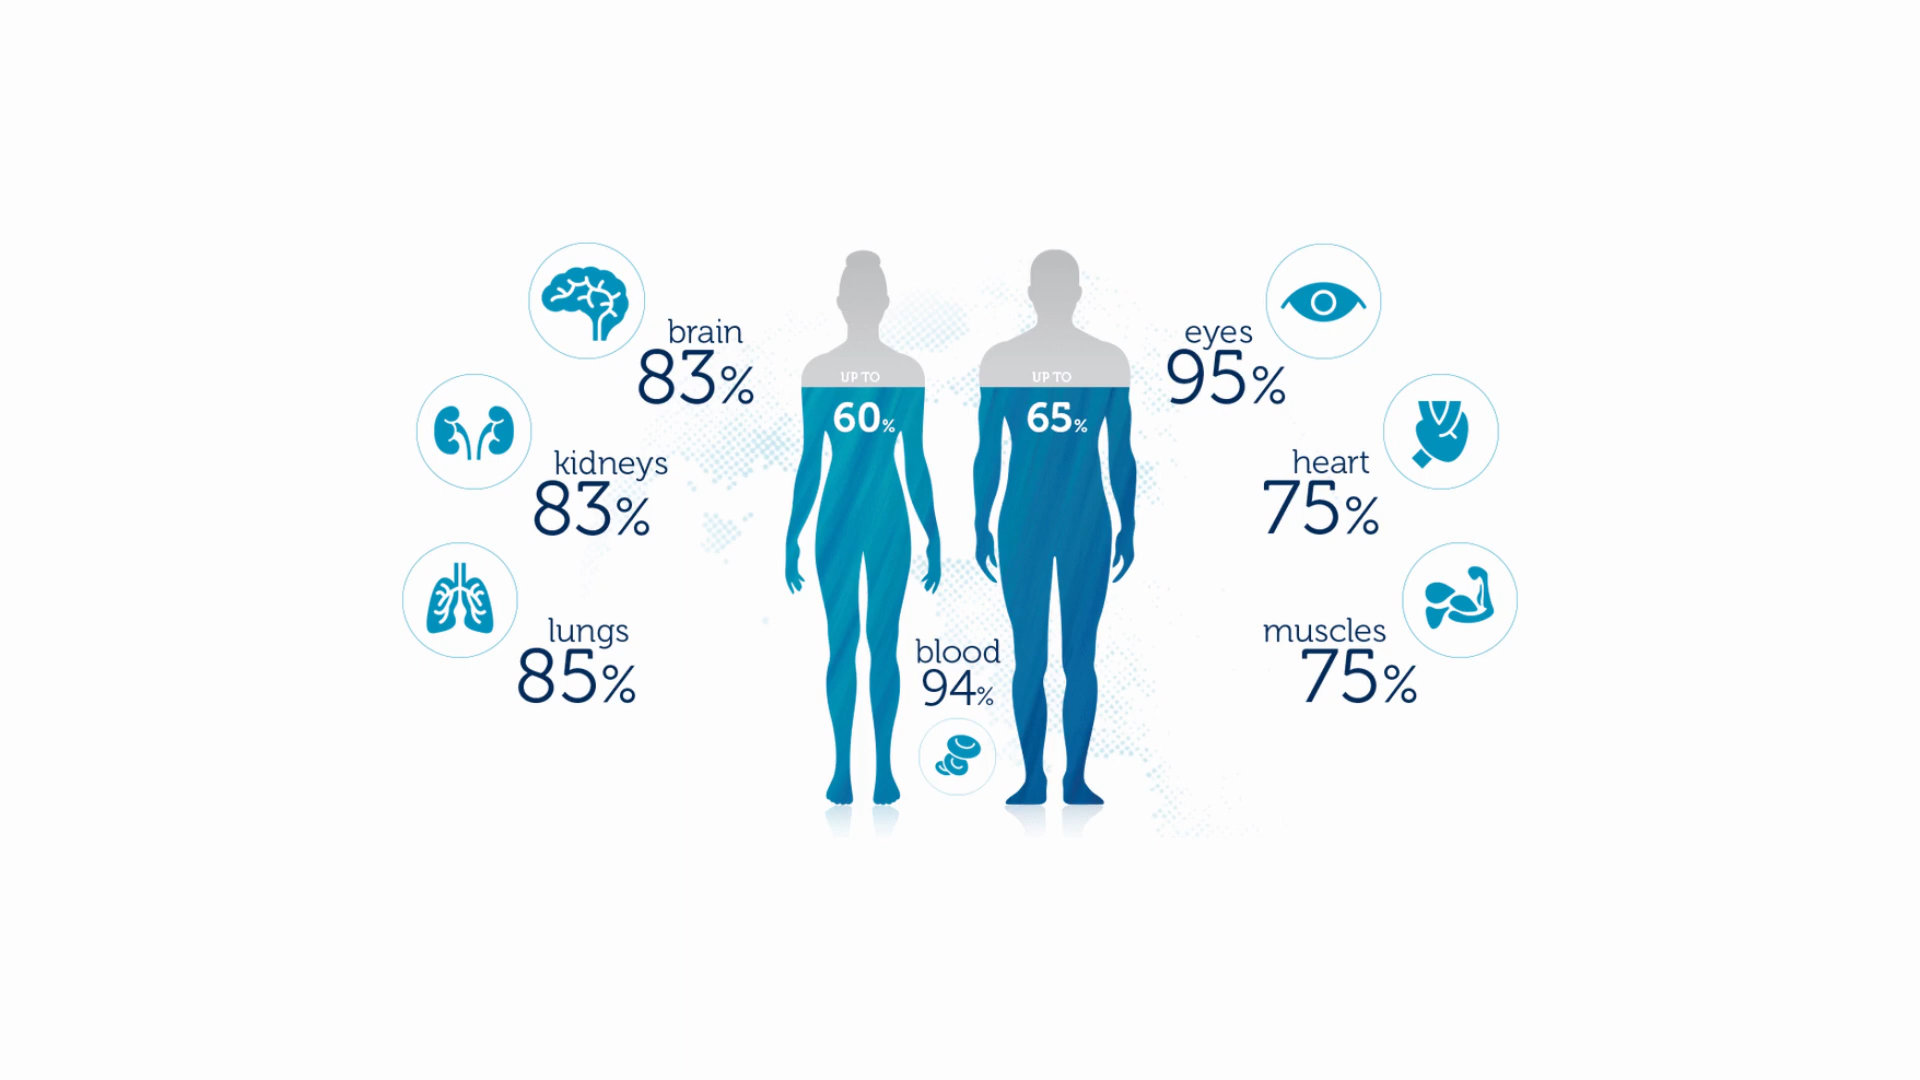 brain
83%
kidneys
83%
lungs
85%
UP TO
60%
UP TO
65%
blood
94%
eyes
95%
heart
75%
muscles
75%